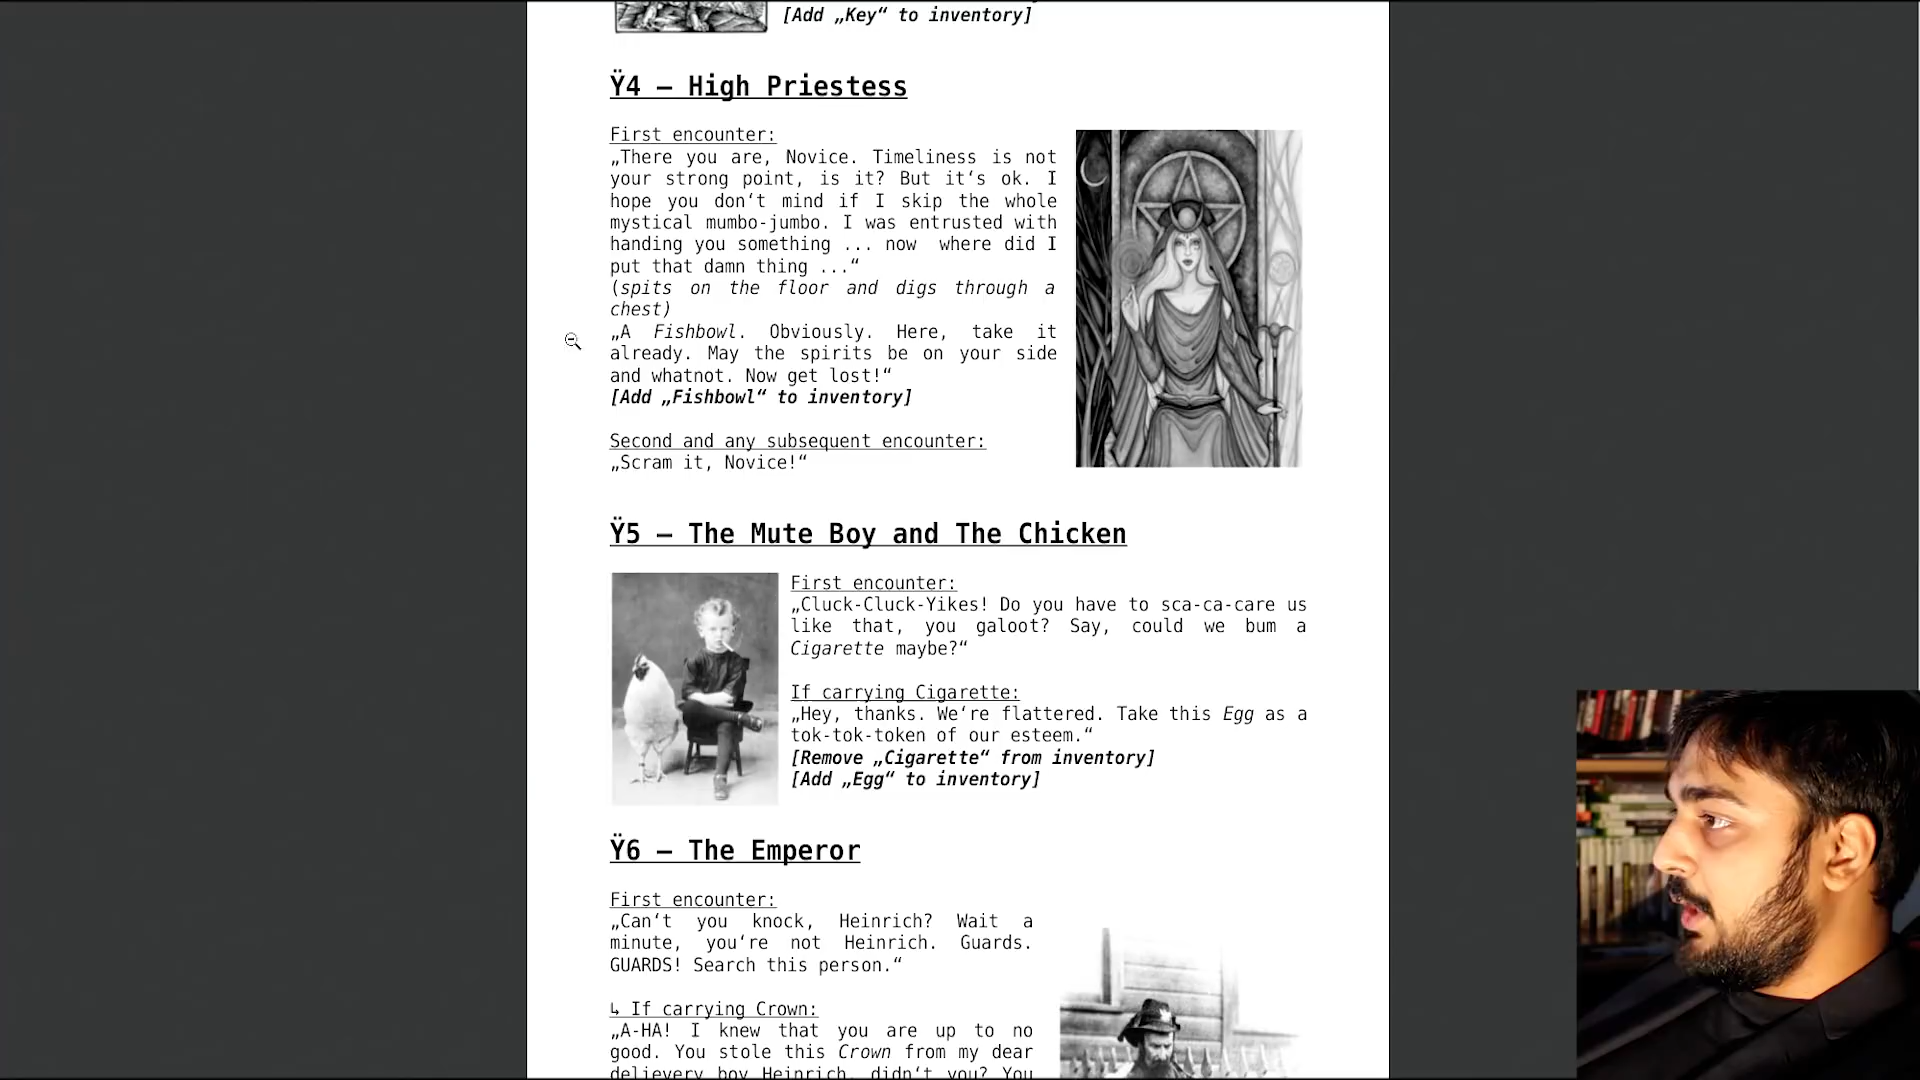 [Add „Key“ to inventory]
Ÿ4 – High Priestess
First encounter:
„There you are, Novice. Timeliness is not
your strong point, is it? But it‘s ok. I
hope you don‘t mind if I skip the whole
mystical mumbo-jumbo. I was entrusted with
handing you something ... now where did I
put that damn thing ...“
(spits on the floor and digs through a
chest)
„A Fishbowl. Obviously. Here, take it
already. May the spirits be on your side
and whatnot. Now get lost!“
[Add „Fishbowl“ to inventory]
Second and any subsequent encounter:
„Scram it, Novice!“
Ÿ5 – The Mute Boy and The Chicken
First encounter:
„Cluck-Cluck-Yikes! Do you have to sca-ca-care us
like that, you galoot? Say, could we bum a
Cigarette maybe?“
If carrying Cigarette:
„Hey, thanks. We‘re flattered. Take this Egg as a
tok-tok-token of our esteem.“
[Remove „Cigarette“ from inventory]
[Add „Egg“ to inventory]
Ÿ6 – The Emperor
First encounter:
„Can‘t you knock, Heinrich? Wait a
minute, you‘re not Heinrich. Guards.
GUARDS! Search this person.“
↳ If carrying Crown:
„A-HA! I knew that you are up to no
good. You stole this Crown from my dear
delievery boy Heinrich, didn‘t you? You